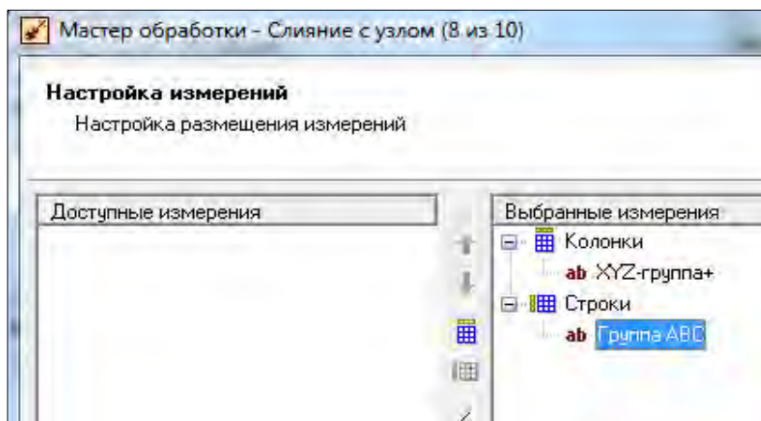 Мастер обработки - Слияние с узлом (8 из 10)
Настройка измерений
Настройка размещения измерений
Доступные измерения
Выбранные измерения
Колонки
ab XYZ-группа+
Строки
ab Группа ABC